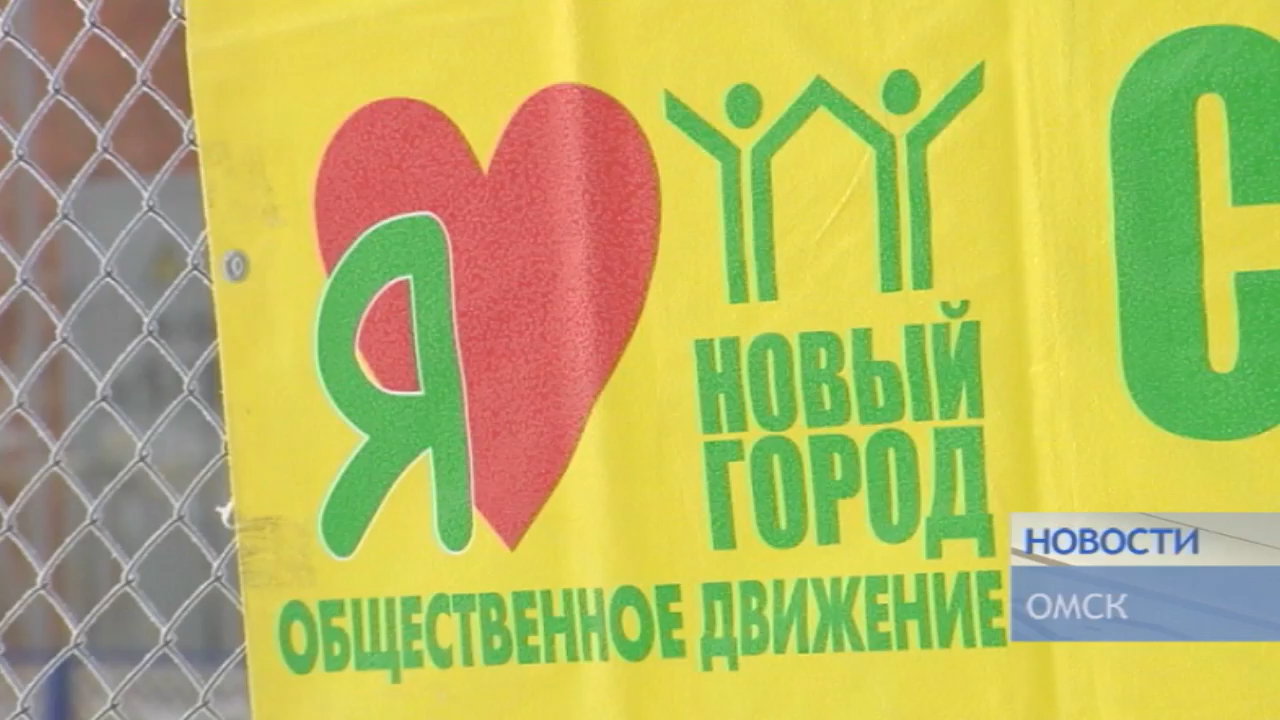 Я
НОВЫЙ
ГОРОД
ОБЩЕСТВЕННОЕ ДВИЖЕНИЕ
С
НОВОСТИ
ОМСК